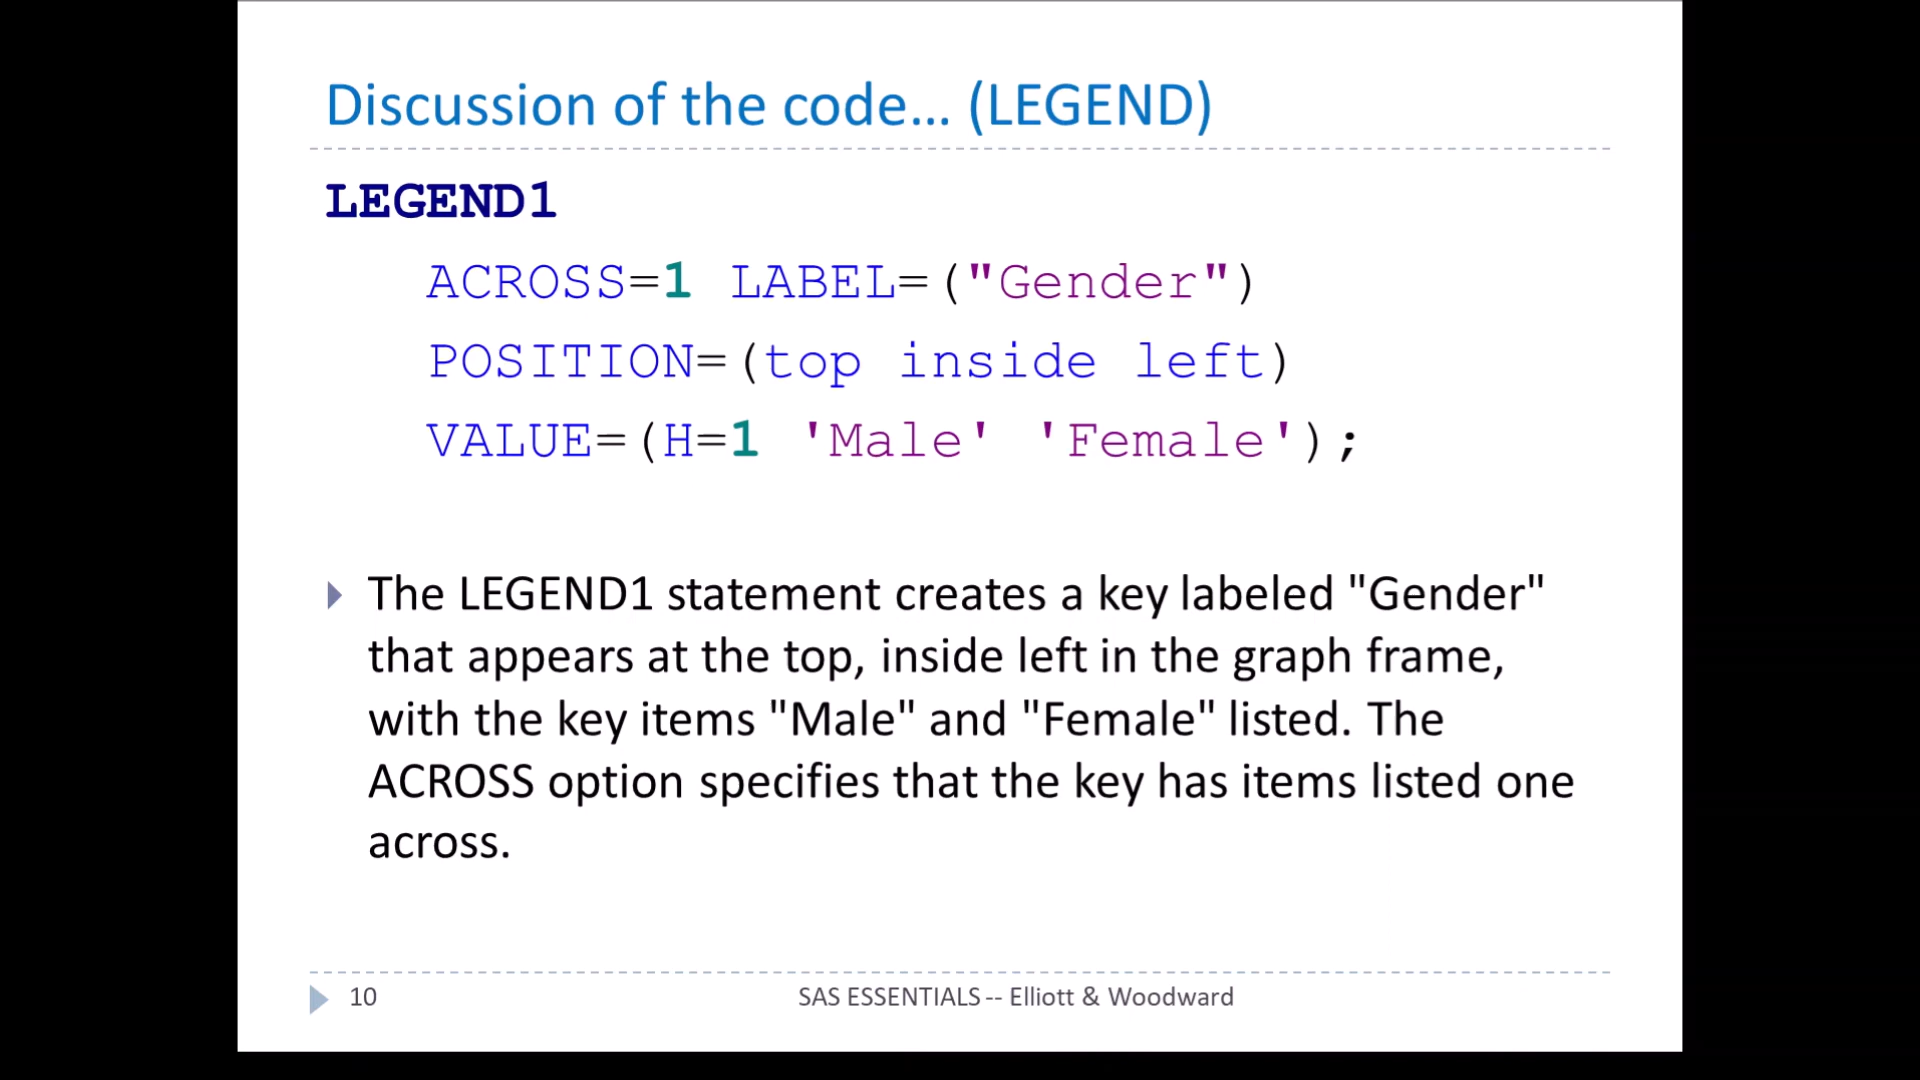 Discussion of the code… (LEGEND)
LEGEND1
ACROSS=1 LABEL=("Gender")
POSITION=(top inside left)
VALUE=(H=1 'Male' 'Female');
The LEGEND1 statement creates a key labeled "Gender"
that appears at the top, inside left in the graph frame,
with the key items "Male" and "Female" listed. The
ACROSS option specifies that the key has items listed one
across.
10
SAS ESSENTIALS -- Elliott & Woodward